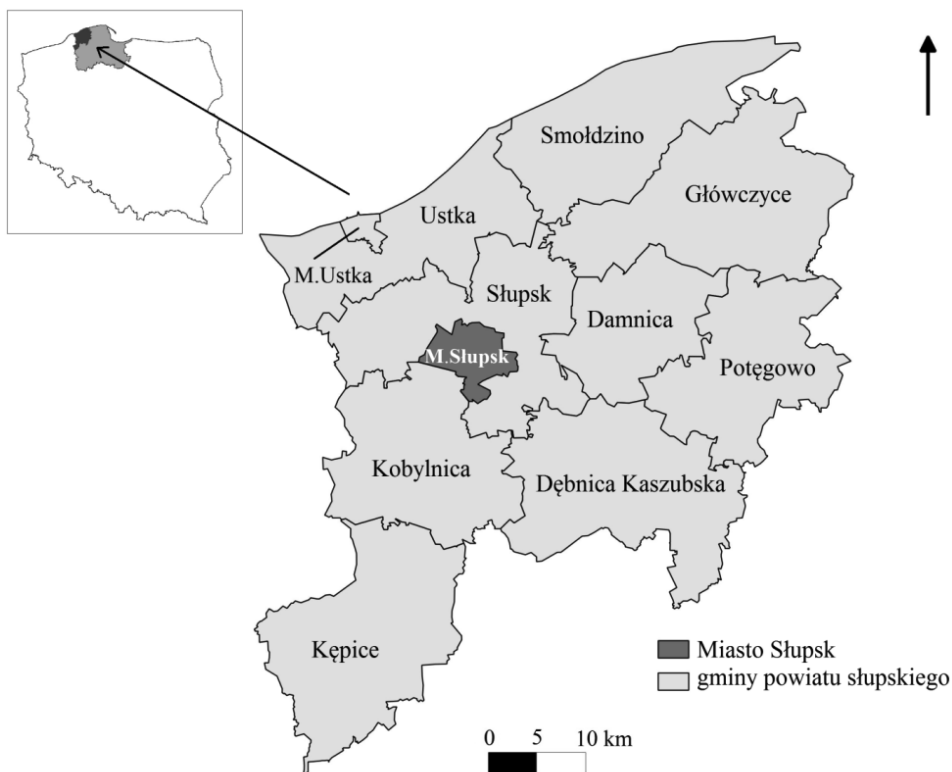 Smołdzino
Główczyce
Ustka
M.Ustka
Słupsk
Damnica
M.Słupsk
Potęgowo
Kobylnica
Dębnica Kaszubska
Kępice
Miasto Słupsk
gminy powiatu słupskiego
0 5 10 km